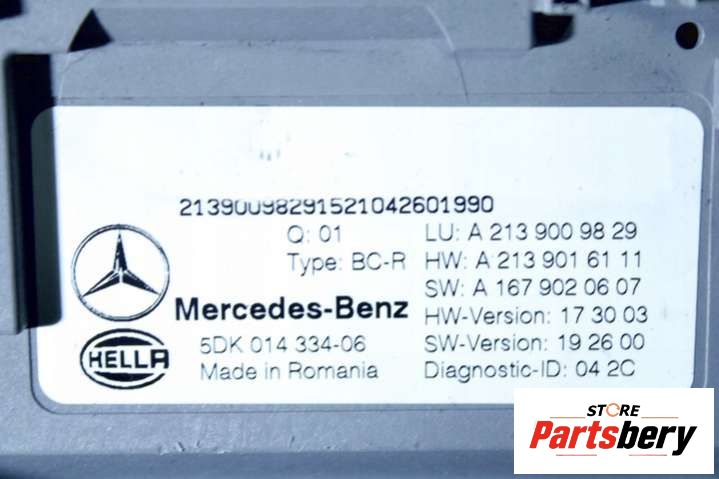 21390098291521042601990
Q: 01
Type: BC-R
LU: A 213 900 98 29
HW: A 213 901 61 11
SW: A 167 902 06 07
HW-Version: 17 30 03
SW-Version: 19 26 00
Diagnostic-ID: 04 2C
Mercedes-Benz
HELLA
5DK 014 334-06
Made in Romania
STORE
Partsbery